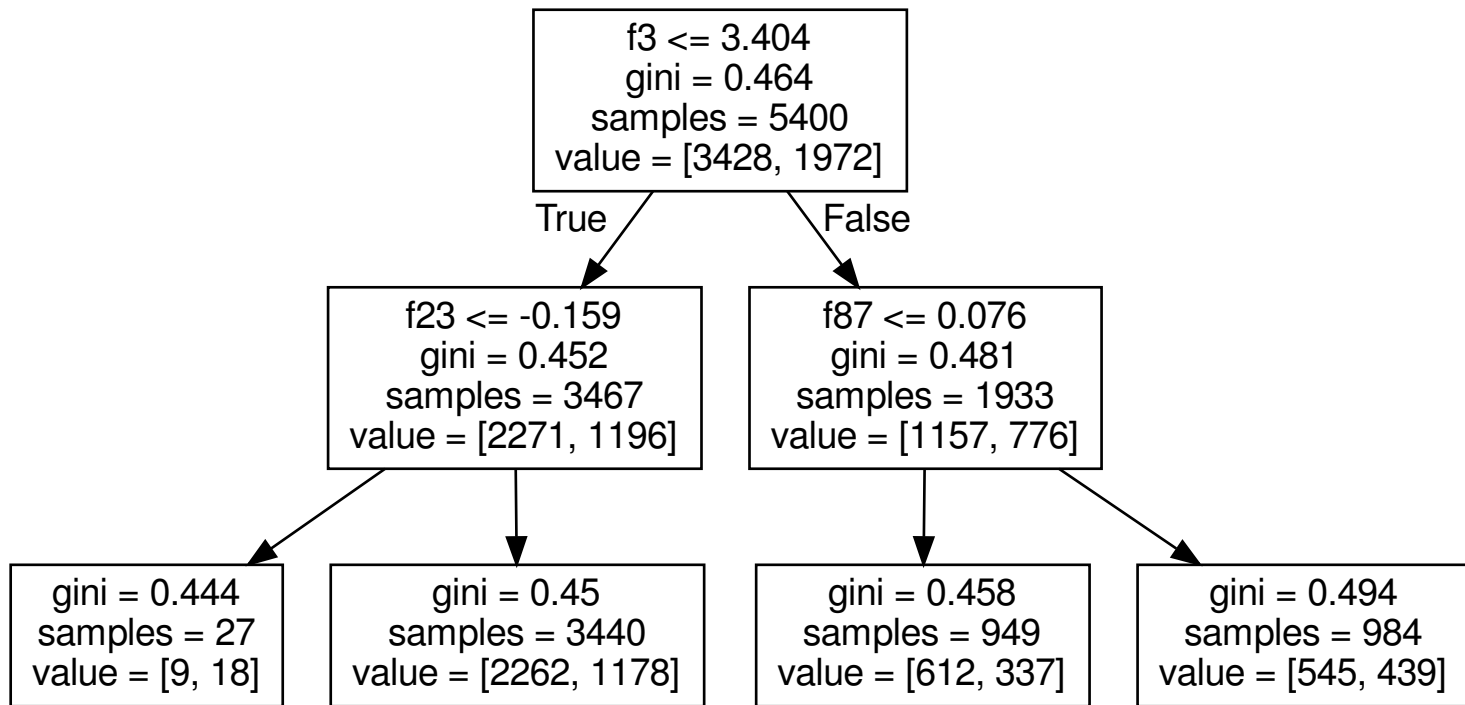 f3 <= 3.404
gini = 0.464
samples = 5400
value = [3428, 1972]
True
False
f23 <= -0.159
gini = 0.452
samples = 3467
value = [2271, 1196]
f87 <= 0.076
gini = 0.481
samples = 1933
value = [1157, 776]
gini = 0.444
samples = 27
value = [9, 18]
gini = 0.45
samples = 3440
value = [2262, 1178]
gini = 0.458
samples = 949
value = [612, 337]
gini = 0.494
samples = 984
value = [545, 439]